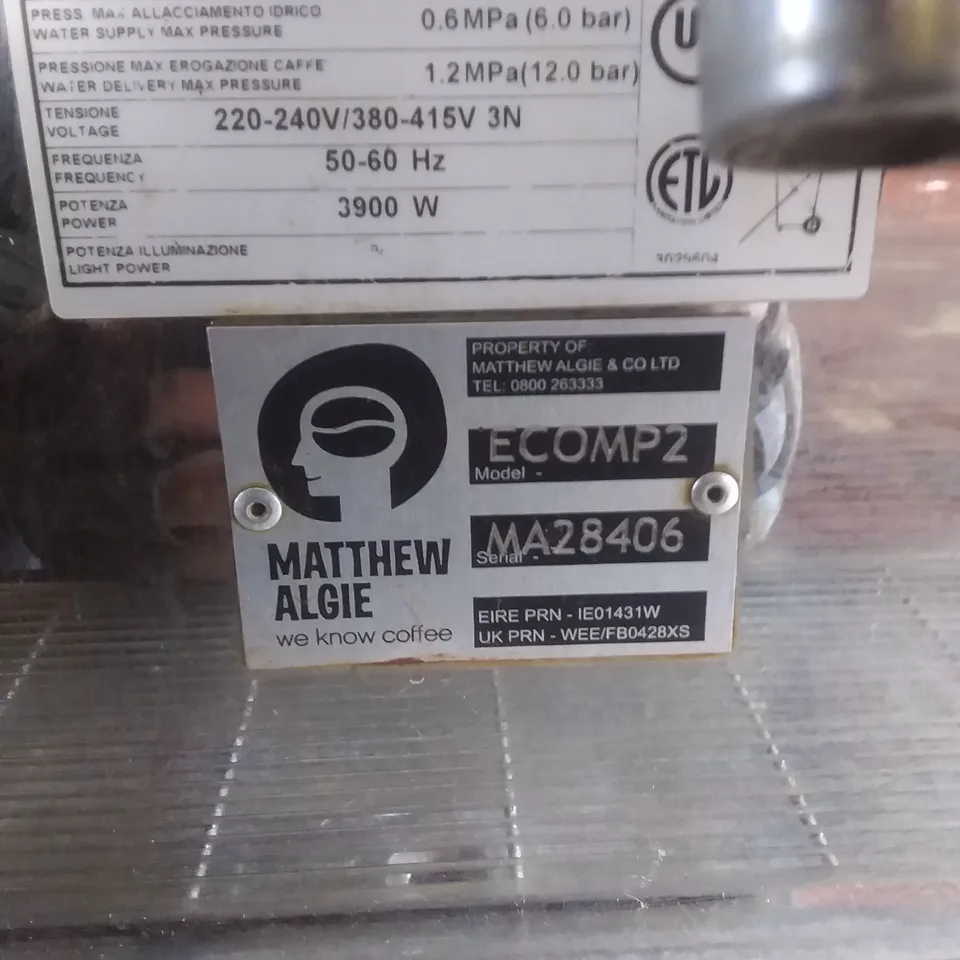 PRESS. MAX ALLACCIAMENTO IDRICO
WATER SUPPLY MAX PRESSURE
0.6MPa (6.0 bar)
PRESSIONE MAX EROGAZIONE CAFFE'
WATER DELIVERY MAX PRESSURE
1.2MPa(12.0 bar)
TENSIONE
VOLTAGE
220-240V/380-415V 3N
FREQUENZA
FREQUENCY
50-60 Hz
POTENZA
POWER
3900 W
POTENZA ILLUMINAZIONE
LIGHT POWER
ETL
3029604
PROPERTY OF
MATTHEW ALGIE & CO LTD
TEL: 0800 263333
ECOMP2
Model -
MA28406
Serial -
EIRE PRN - IE01431W
UK PRN - WEE/FB0428XS
MATTHEW
ALGIE
we know coffee